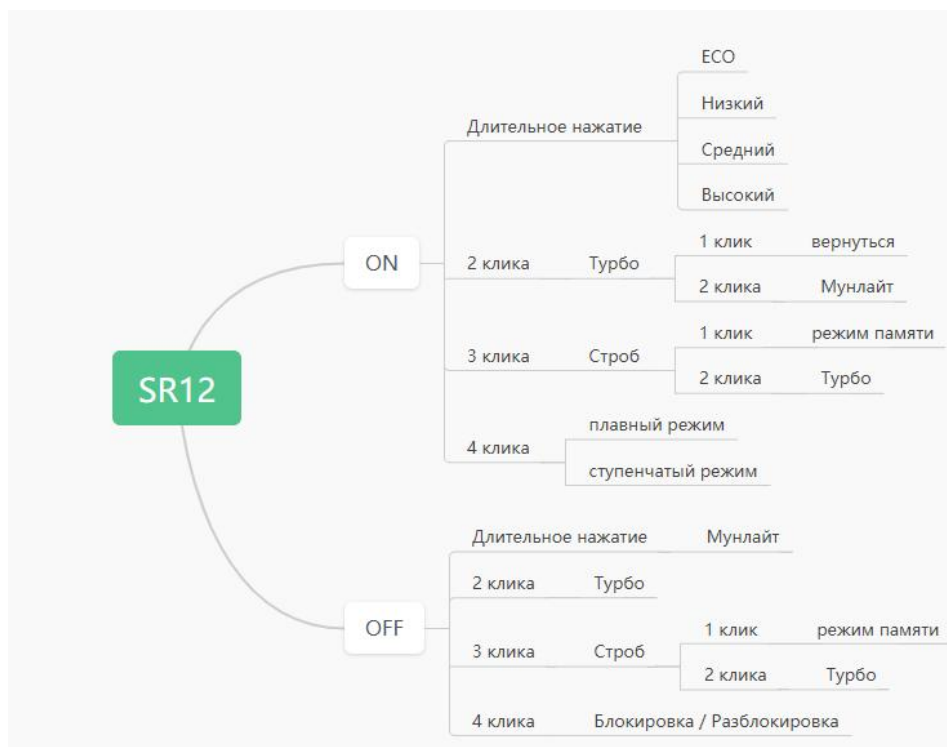 SR12
ON
Длительное нажатие
ECO
Низкий
Средний
Высокий
2 клика Турбо
1 клик вернуться
2 клика Мунлайт
3 клика Строб
1 клик режим памяти
2 клика Турбо
4 клика
плавный режим
ступенчатый режим
OFF
Длительное нажатие Мунлайт
2 клика Турбо
3 клика Строб
1 клик режим памяти
2 клика Турбо
4 клика Блокировка / Разблокировка